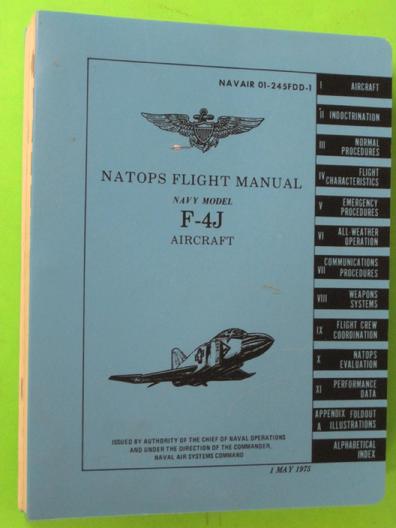 NAVAIR 01-245FDD-1
NATOPS FLIGHT MANUAL
NAVY MODEL
F-4J
AIRCRAFT
ISSUED BY AUTHORITY OF THE CHIEF OF NAVAL OPERATIONS
AND UNDER THE DIRECTION OF THE COMMANDER,
NAVAL AIR SYSTEMS COMMAND
1 MAY 1975
I AIRCRAFT
II INDOCTRINATION
III NORMAL
PROCEDURES
IV FLIGHT
CHARACTERISTICS
V EMERGENCY
PROCEDURES
VI ALL-WEATHER
OPERATION
VII COMMUNICATIONS
PROCEDURES
VIII WEAPONS
SYSTEMS
IX FLIGHT CREW
COORDINATION
X NATOPS
EVALUATION
XI PERFORMANCE
DATA
APPENDIX FOLDOUT
A ILLUSTRATIONS
ALPHABETICAL
INDEX